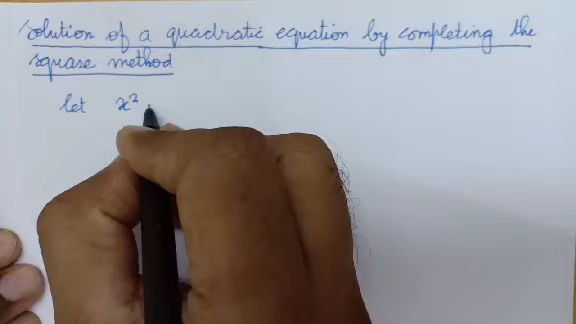 solution of a quadratic equation by completing the
square method
let x²